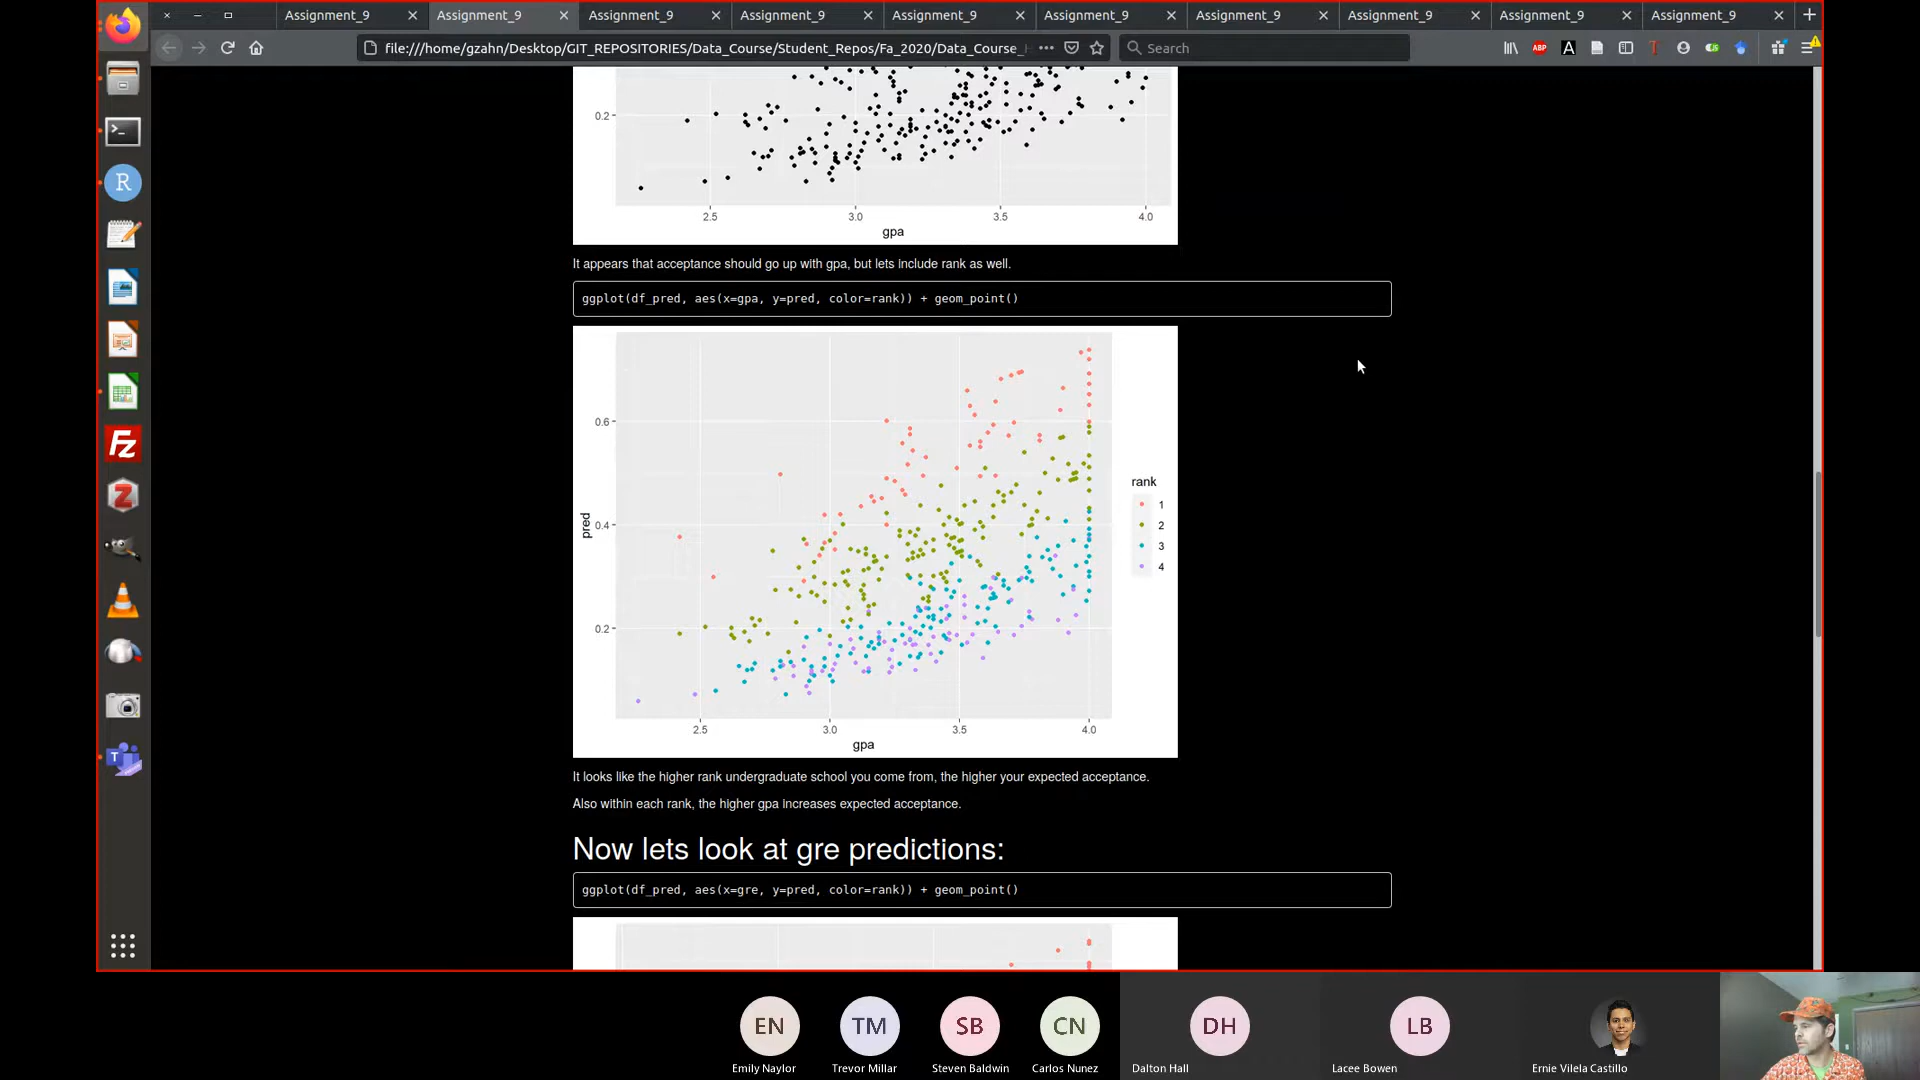 Assignment_9
Assignment_9
Assignment_9
Assignment_9
Assignment_9
Assignment_9
Assignment_9
Assignment_9
Assignment_9
Assignment_9
file:///home/gzahn/Desktop/GIT_REPOSITORIES/Data_Course/Student_Repos/Fa_2020/Data_Course_
Search
ABP
A
0.2
2.5
3.0
3.5
4.0
gpa
It appears that acceptance should go up with gpa, but lets include rank as well.
ggplot(df_pred, aes(x=gpa, y=pred, color=rank)) + geom_point()
0.6
0.4
0.2
pred
2.5
3.0
3.5
4.0
gpa
rank
1
2
3
4
It looks like the higher rank undergraduate school you come from, the higher your expected acceptance.
Also within each rank, the higher gpa increases expected acceptance.
Now lets look at gre predictions:
ggplot(df_pred, aes(x=gre, y=pred, color=rank)) + geom_point()
R
Fz
Z
T
EN
TM
SB
CN
DH
LB
Emily Naylor
Trevor Millar
Steven Baldwin
Carlos Nunez
Dalton Hall
Lacee Bowen
Ernie Vilela Castillo